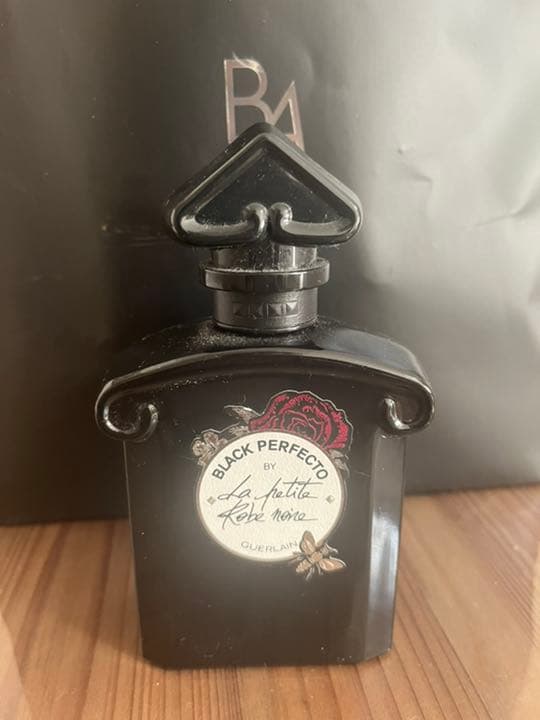 BA
BLACK PERFECTO
BY
La petite
Robe noire
GUERLAIN